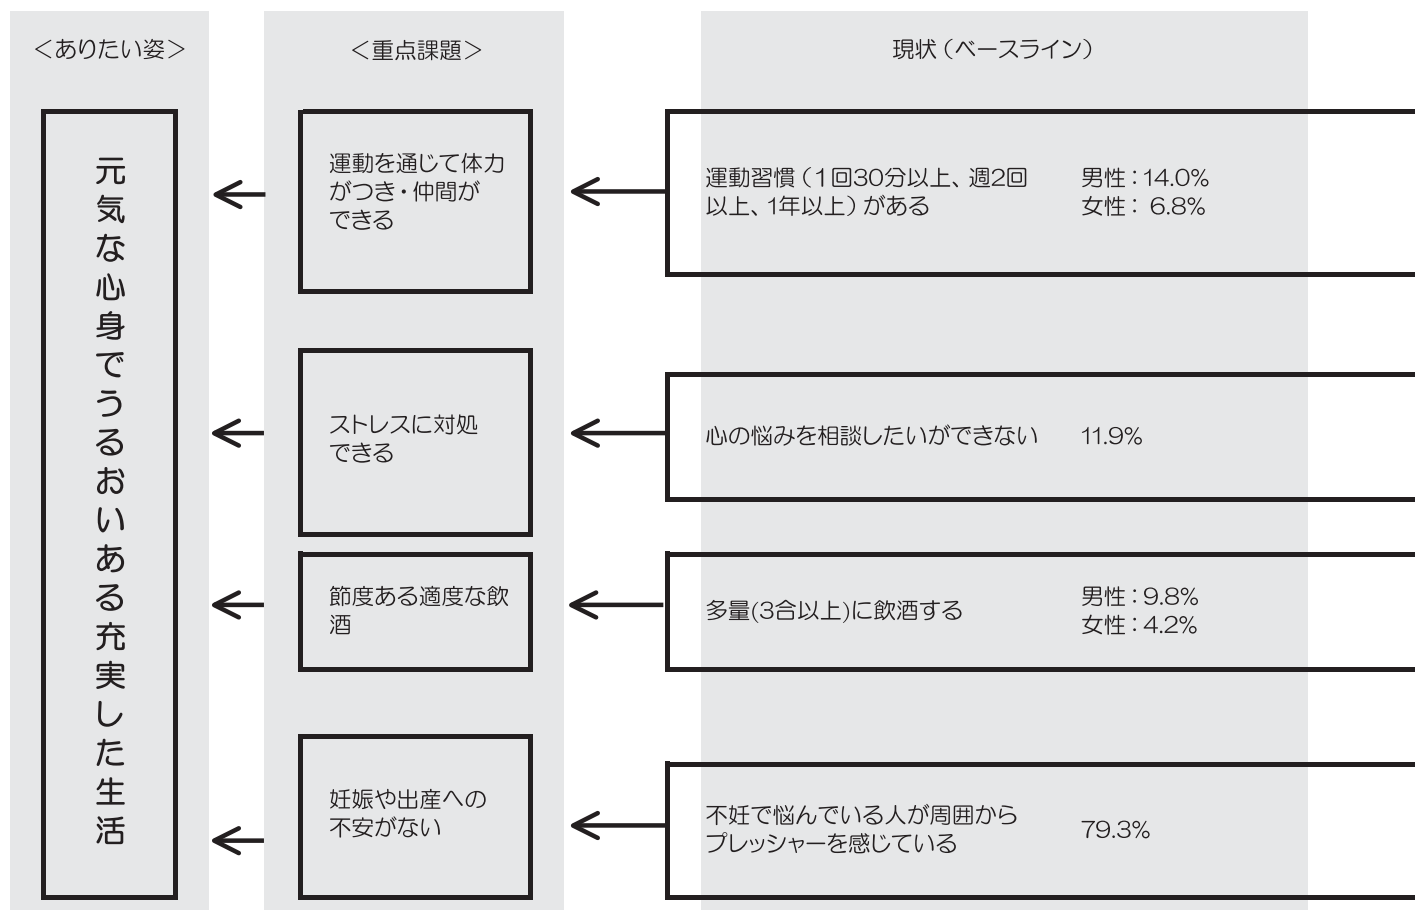 ＜ありたい姿＞
＜重点課題＞
現状（ベースライン）
元気な心身でうるおいある充実した生活
運動を通じて体力
がつき・仲間が
できる
運動習慣（1回30分以上、週2回
以上、1年以上）がある
男性：14.0%
女性： 6.8%
ストレスに対処
できる
心の悩みを相談したいができない
11.9%
節度ある適度な飲
酒
多量(3合以上)に飲酒する
男性：9.8%
女性：4.2%
妊娠や出産への
不安がない
不妊で悩んでいる人が周囲から
プレッシャーを感じている
79.3%